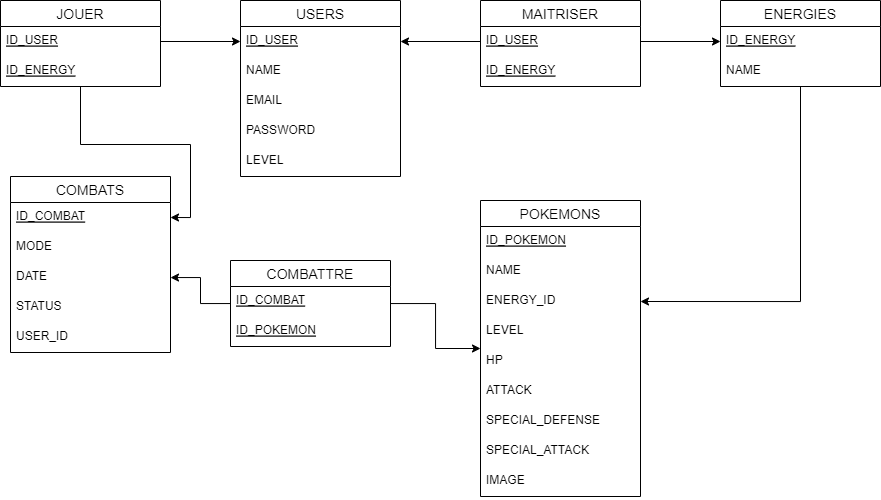 JOUER
ID_USER
ID_ENERGY
USERS
ID_USER
NAME
EMAIL
PASSWORD
LEVEL
MAITRISER
ID_USER
ID_ENERGY
ENERGIES
ID_ENERGY
NAME
COMBATS
ID_COMBAT
MODE
DATE
STATUS
USER_ID
COMBATTRE
ID_COMBAT
ID_POKEMON
POKEMONS
ID_POKEMON
NAME
ENERGY_ID
LEVEL
HP
ATTACK
SPECIAL_DEFENSE
SPECIAL_ATTACK
IMAGE